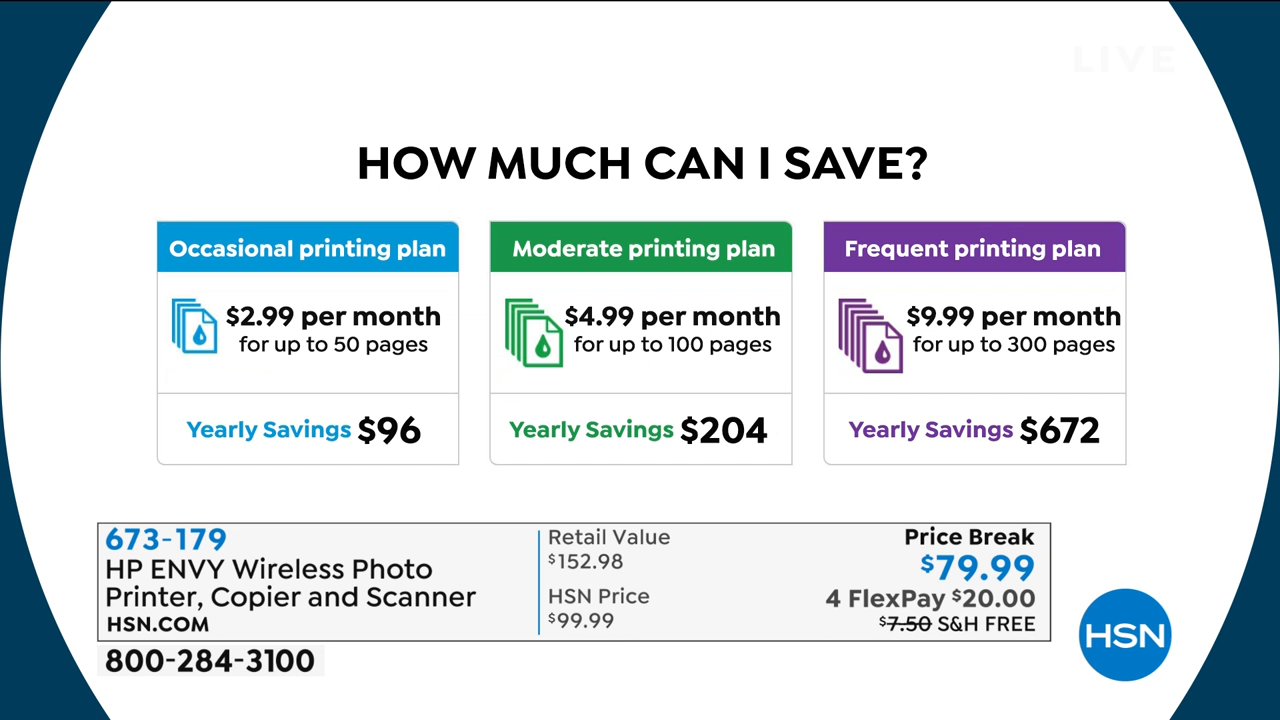 LIVE
HOW MUCH CAN I SAVE?
Occasional printing plan
$2.99 per month
for up to 50 pages
Yearly Savings $96
Moderate printing plan
$4.99 per month
for up to 100 pages
Yearly Savings $204
Frequent printing plan
$9.99 per month
for up to 300 pages
Yearly Savings $672
673-179
HP ENVY Wireless Photo
Printer, Copier and Scanner
HSN.COM
Retail Value
$152.98
HSN Price
$99.99
Price Break
$79.99
4 FlexPay $20.00
$7.50 S&H FREE
800-284-3100
HSN